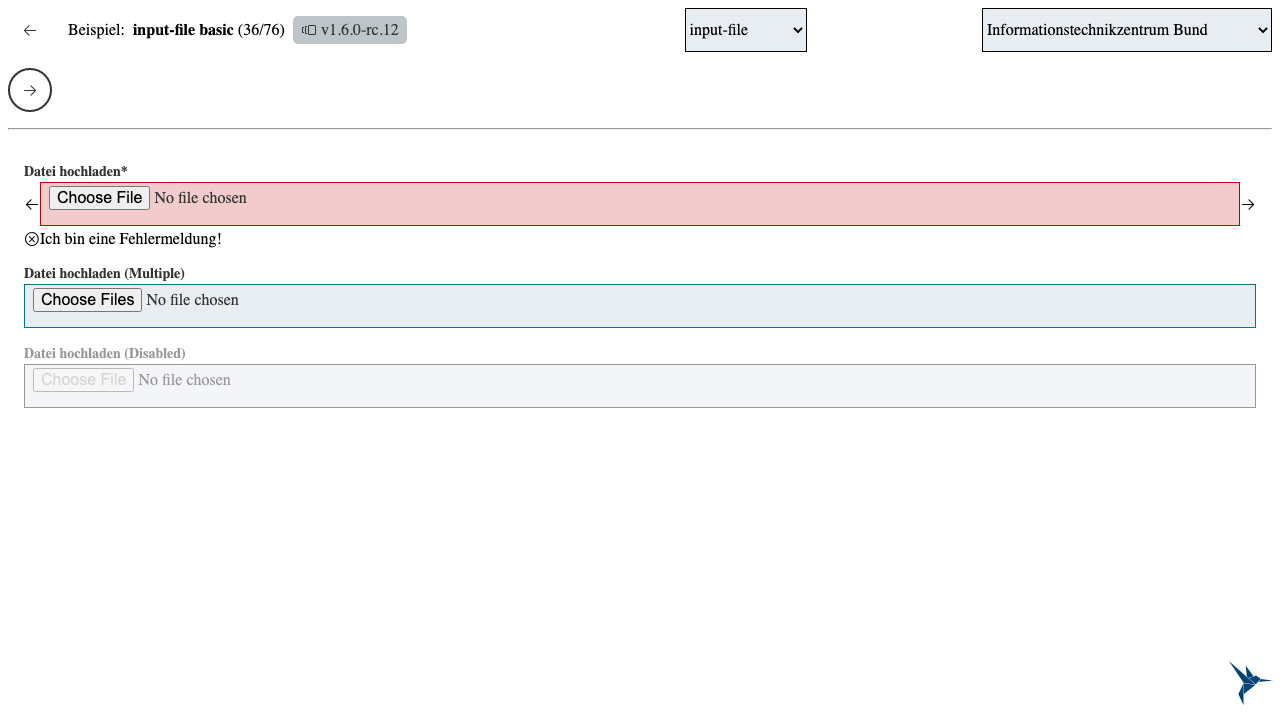 Beispiel: input-file basic (36/76) v1.6.0-rc.12 input-file Informationstechnikzentrum Bund
Datei hochladen*
Choose File No file chosen
Ich bin eine Fehlermeldung!
Datei hochladen (Multiple)
Choose Files No file chosen
Datei hochladen (Disabled)
Choose File No file chosen